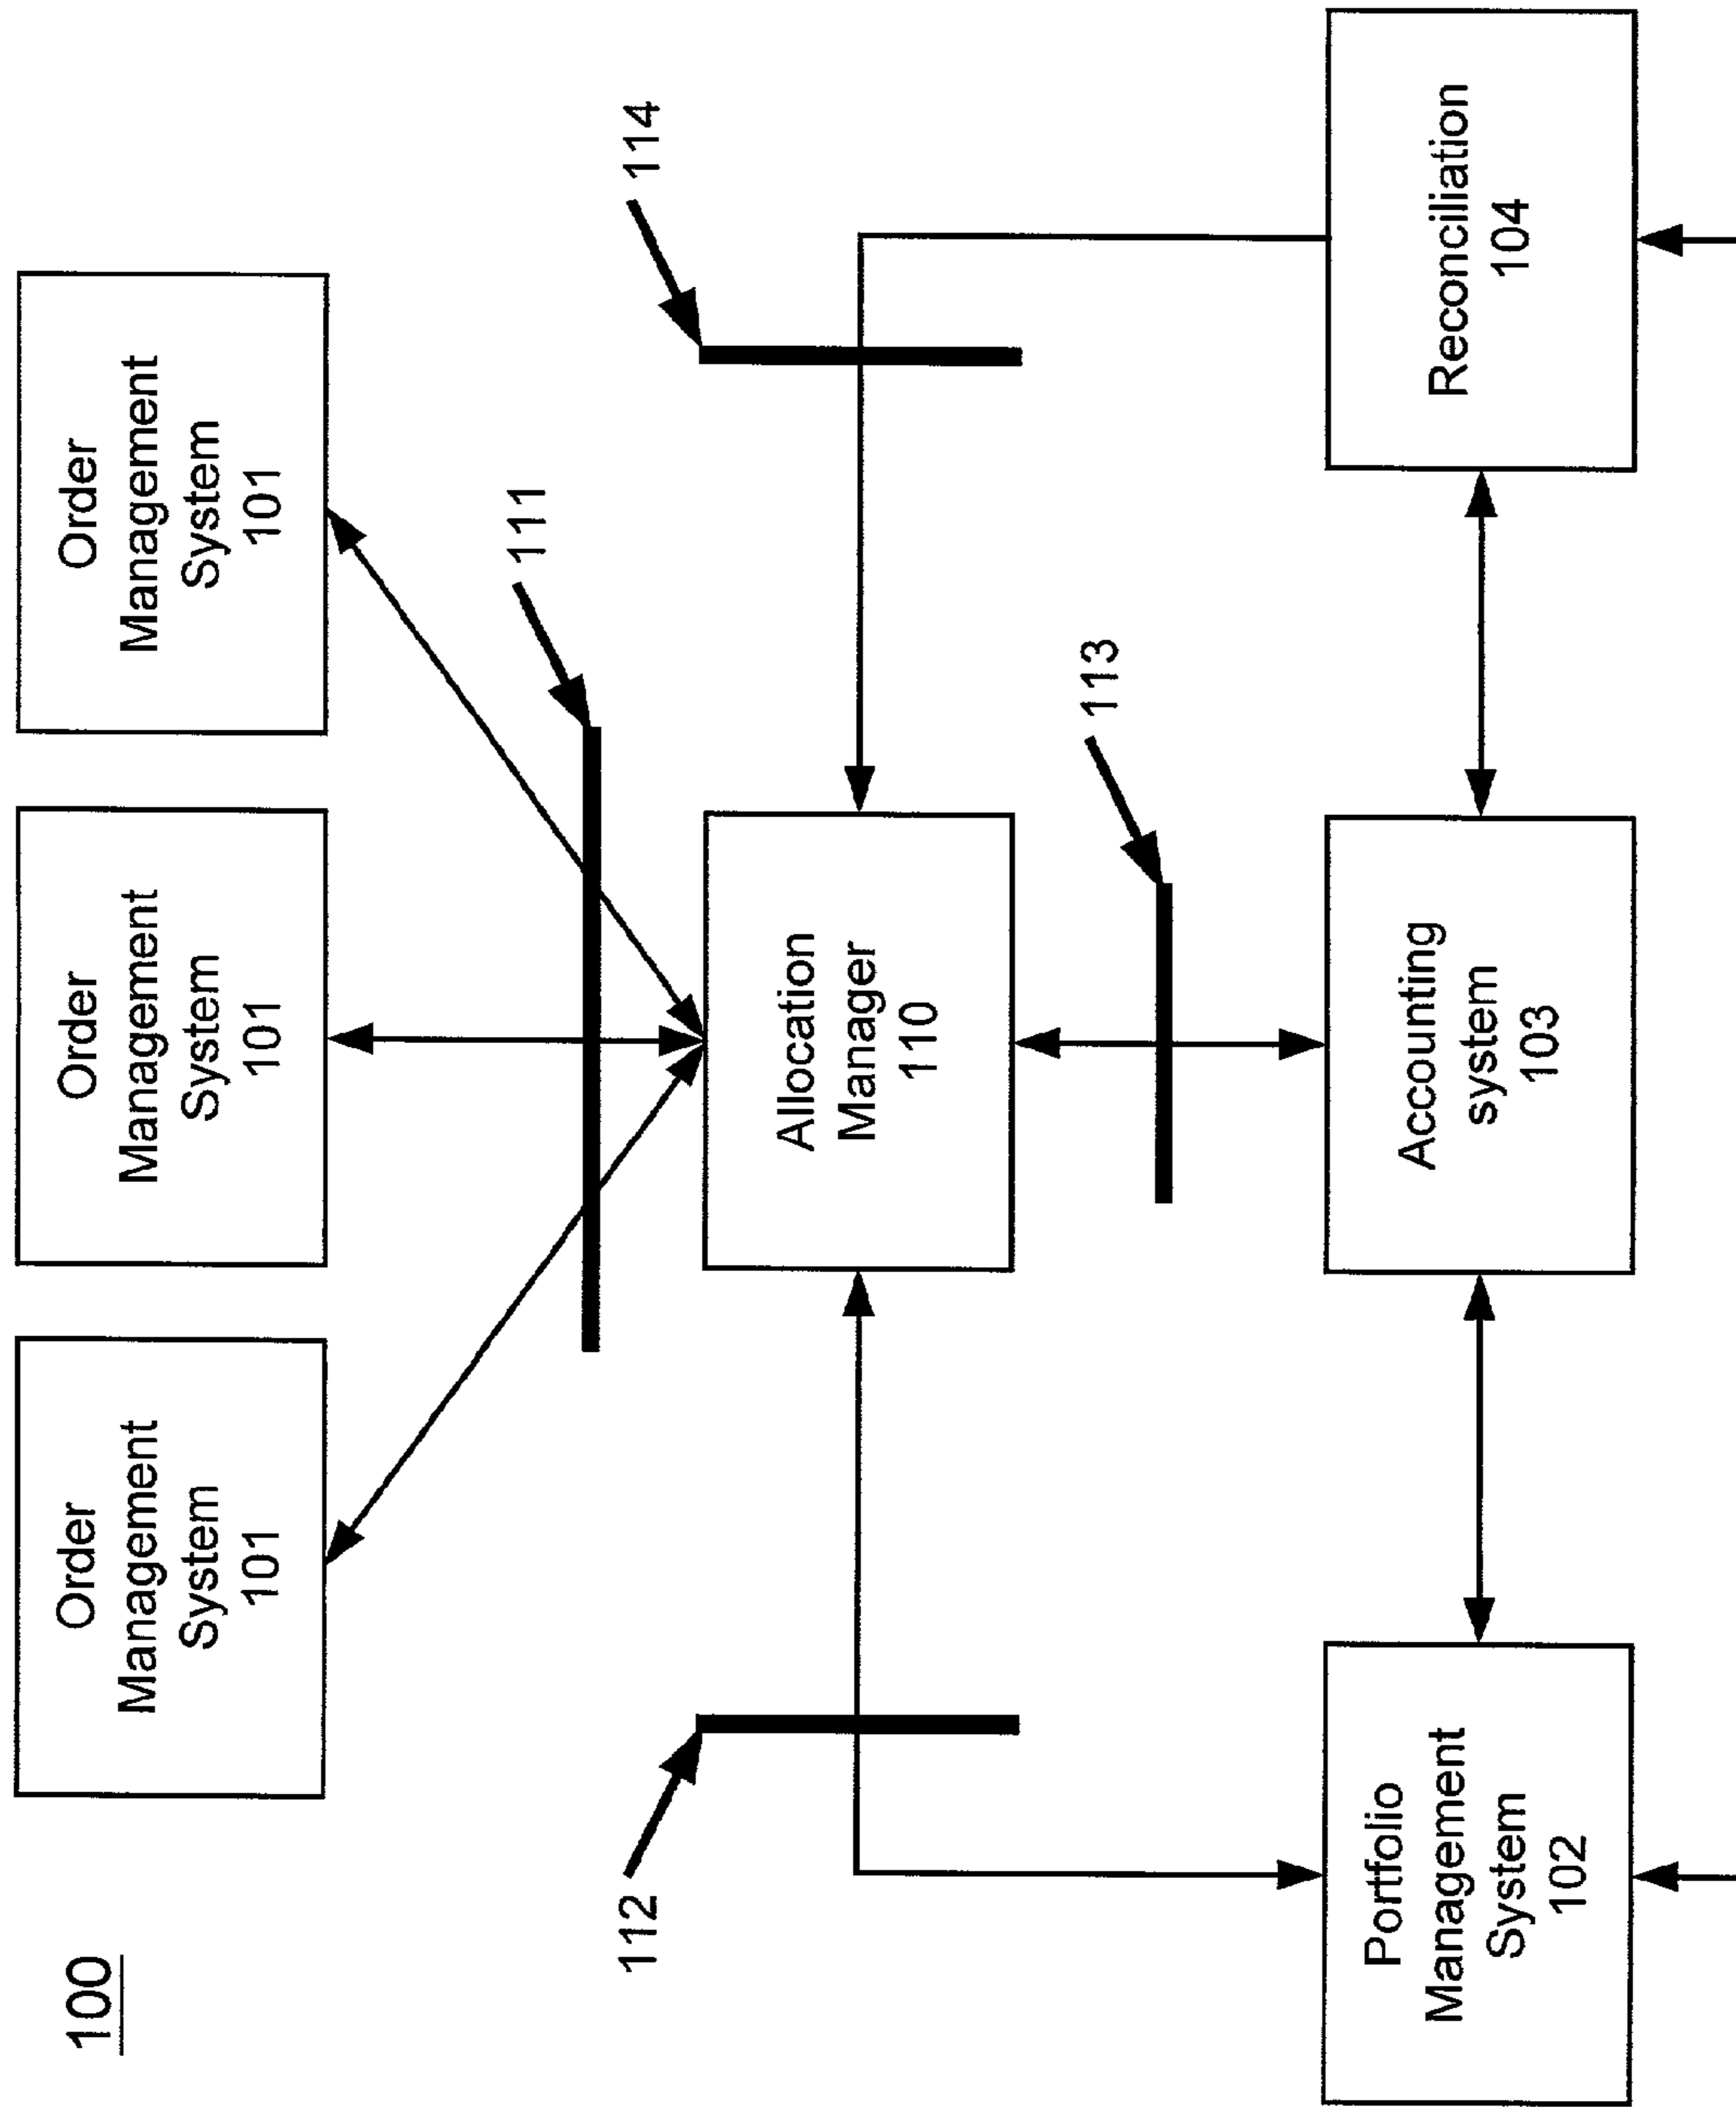 100
Order
Management
System
101
Order
Management
System
101
Order
Management
System
101
111
114
112
Allocation
Manager
110
113
Portfolio
Management
System
102
Accounting
system
103
Reconciliation
104